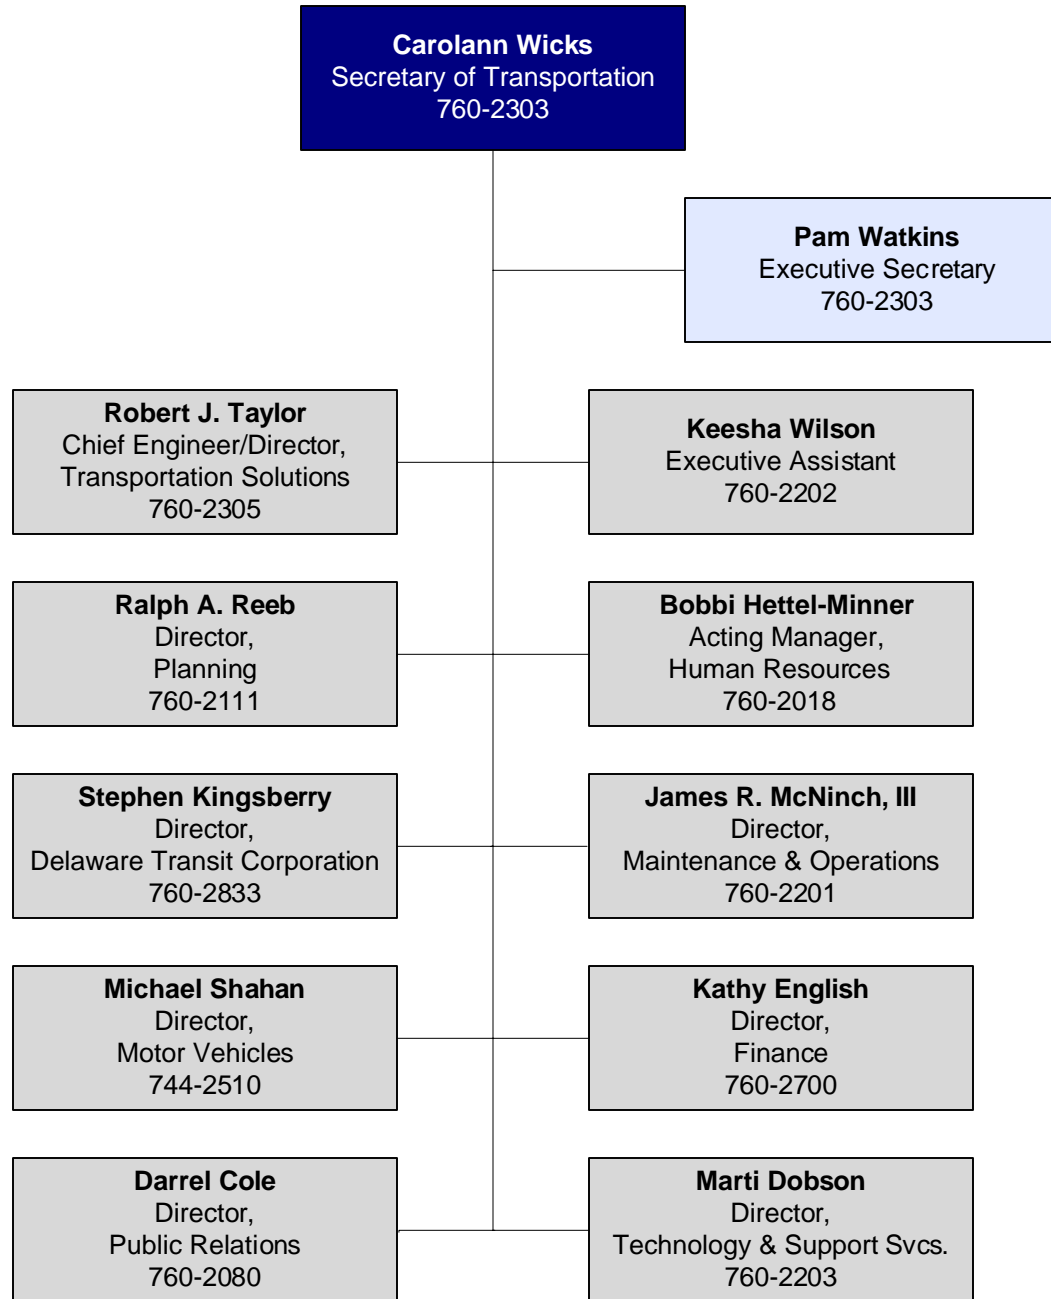 Carolann Wicks
Secretary of Transportation
760-2303
Pam Watkins
Executive Secretary
760-2303
Robert J. Taylor
Chief Engineer/Director,
Transportation Solutions
760-2305
Keesha Wilson
Executive Assistant
760-2202
Ralph A. Reeb
Director,
Planning
760-2111
Bobbi Hettel-Minner
Acting Manager,
Human Resources
760-2018
Stephen Kingsberry
Director,
Delaware Transit Corporation
760-2833
James R. McNinch, III
Director,
Maintenance & Operations
760-2201
Michael Shahan
Director,
Motor Vehicles
744-2510
Kathy English
Director,
Finance
760-2700
Darrel Cole
Director,
Public Relations
760-2080
Marti Dobson
Director,
Technology & Support Svcs.
760-2203